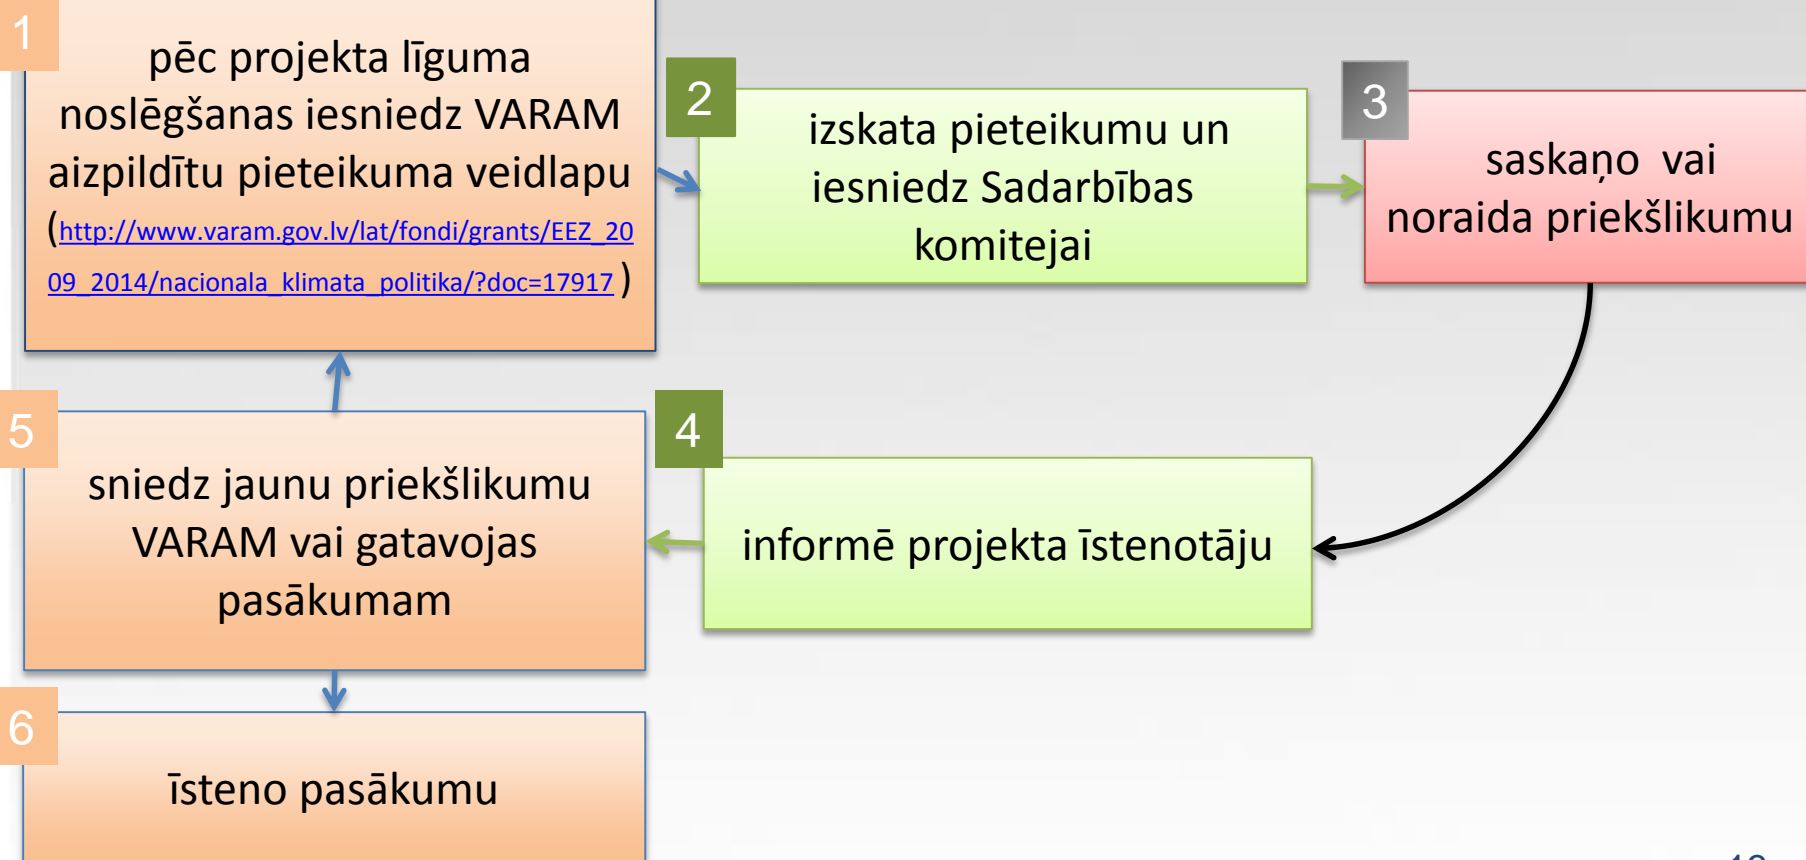 1
pēc projekta līguma
noslēgšanas iesniedz VARAM
aizpildītu pieteikuma veidlapu
(http://www.varam.gov.lv/lat/fondi/grants/EEZ_20
09_2014/nacionala_klimata_politika/?doc=17917 )
2
izskata pieteikumu un
iesniedz Sadarbības
komitejai
3
saskaņo vai
noraida priekšlikumu
4
informē projekta īstenotāju
5
sniedz jaunu priekšlikumu
VARAM vai gatavojas
pasākumam
6
īsteno pasākumu